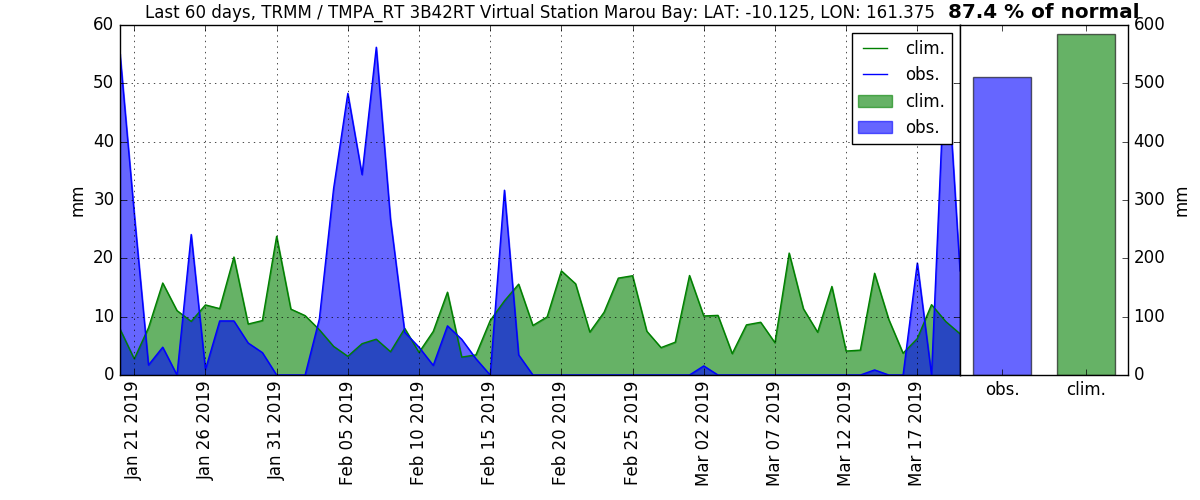 Last 60 days, TRMM / TMPA_RT 3B42RT Virtual Station Marou Bay: LAT: -10.125, LON: 161.375 87.4 % of normal
60
50
40
30
20
10
0
mm
clim.
obs.
clim.
obs.
600
500
400
300
200
100
0
mm
obs. clim.
Jan 21 2019
Jan 26 2019
Jan 31 2019
Feb 05 2019
Feb 10 2019
Feb 15 2019
Feb 20 2019
Feb 25 2019
Mar 02 2019
Mar 07 2019
Mar 12 2019
Mar 17 2019